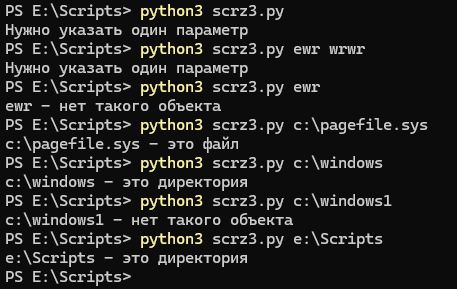 PS E:\Scripts> python3 scrz3.py
Нужно указать один параметр
PS E:\Scripts> python3 scrz3.py ewr wrwr
Нужно указать один параметр
PS E:\Scripts> python3 scrz3.py ewr
ewr – нет такого объекта
PS E:\Scripts> python3 scrz3.py c:\pagefile.sys
c:\pagefile.sys – это файл
PS E:\Scripts> python3 scrz3.py c:\windows
c:\windows – это директория
PS E:\Scripts> python3 scrz3.py c:\windows1
c:\windows1 – нет такого объекта
PS E:\Scripts> python3 scrz3.py e:\Scripts
e:\Scripts – это директория
PS E:\Scripts>